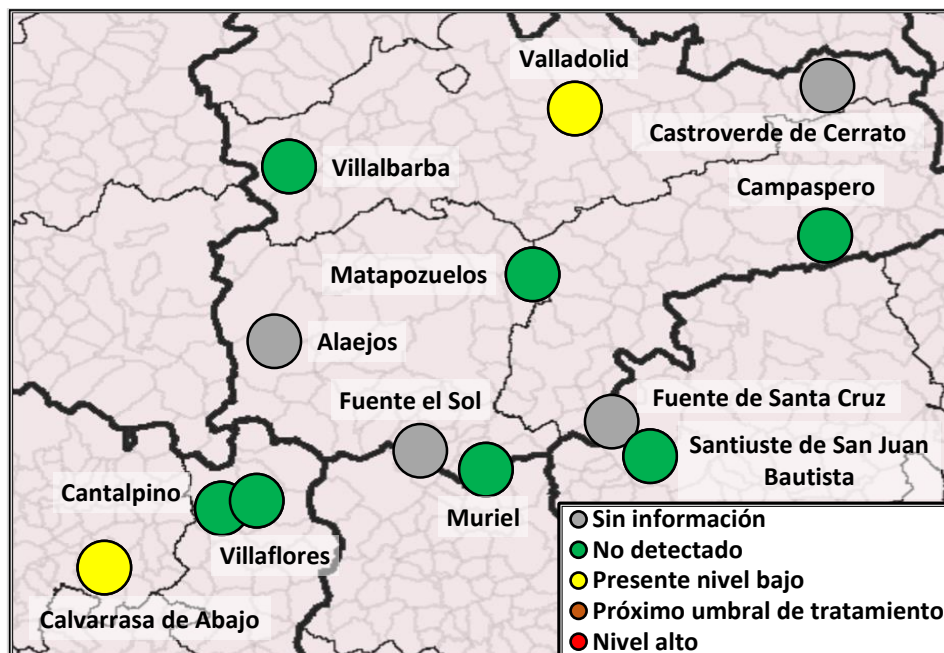 Valladolid
Castroverde de Cerrato
Villalbarba
Campaspero
Matapozuelos
Alaejos
Fuente el Sol
Fuente de Santa Cruz
Santiuste de San Juan
Bautista
Cantalpino
Muriel
Villaflores
Calvarrasa de Abajo
Sin información
No detectado
Presente nivel bajo
Próximo umbral de tratamiento
Nivel alto